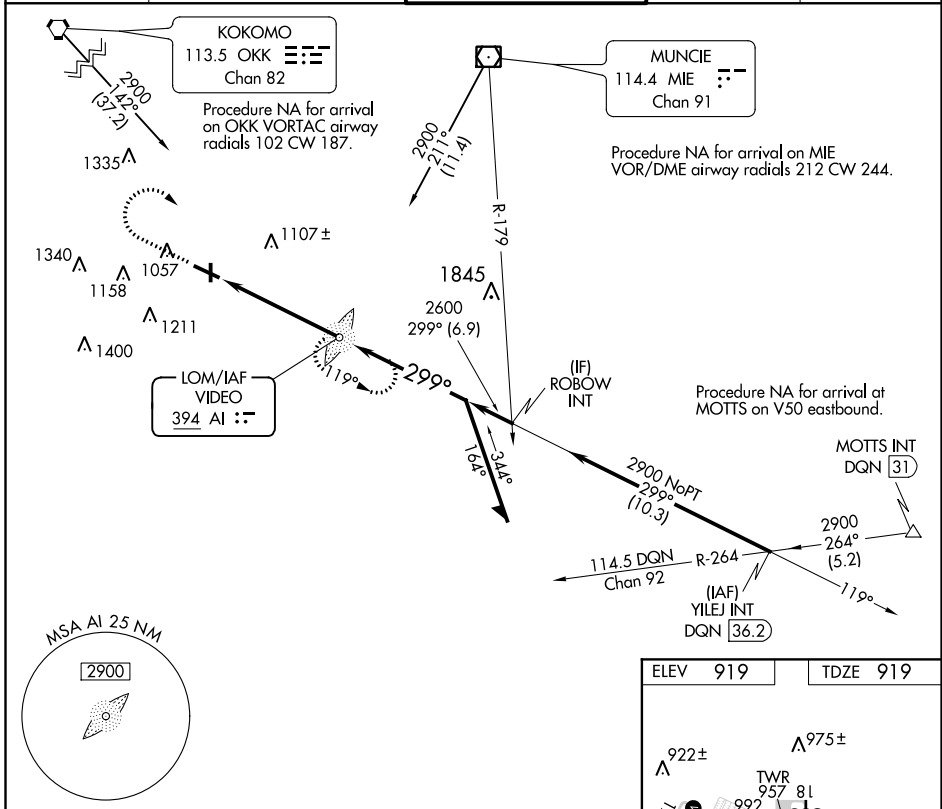 KOKOMO
113.5 OKK
Chan 82
2900
142°
(37.2)
Procedure NA for arrival
on OKK VORTAC airway
radials 102 CW 187.
MUNCIE
114.4 MIE
Chan 91
2900
211°
(11.4)
Procedure NA for arrival on MIE
VOR/DME airway radials 212 CW 244.
R-179
1335
1107±
1340
1057
1158
1211
1400
1845
2600
299° (6.9)
(IF)
ROBOW
INT
LOM/IAF
VIDEO
394 AI
119°
299°
164°
344°
Procedure NA for arrival at
MOTTS on V50 eastbound.
MOTTS INT
DQN 31
2900 NoPT
299°
(10.3)
2900
264°
(5.2)
114.5 DQN
Chan 92
R-264
119°
(IAF)
YILEJ INT
DQN 36.2
MSA AI 25 NM
2900
ELEV 919
TDZE 919
922±
975±
TWR
957
18
992